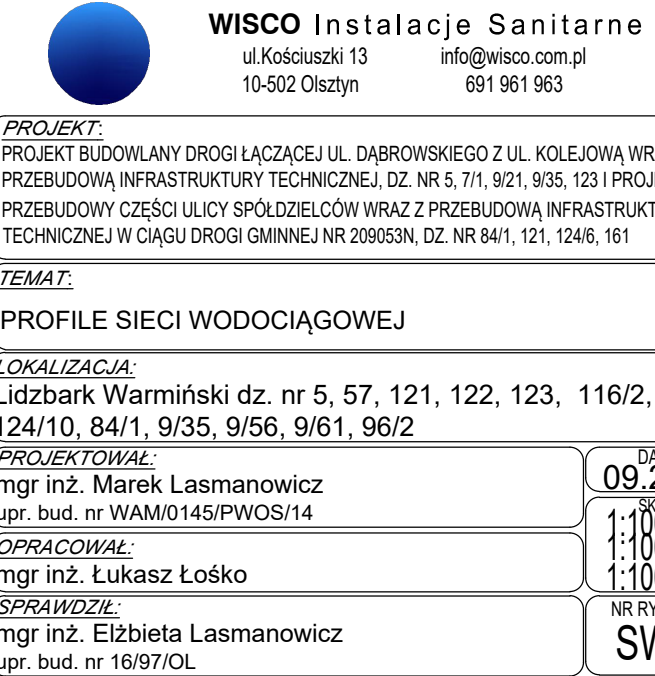 WISCO Instalacje Sanitarne
ul.Kościuszki 13 info@wisco.com.pl
10-502 Olsztyn 691 961 963
PROJEKT:
PROJEKT BUDOWLANY DROGI ŁĄCZĄCEJ UL. DĄBROWSKIEGO Z UL. KOLEJOWĄ
PRZEBUDOWĄ INFRASTRUKTURY TECHNICZNEJ, DZ. NR 5, 7/1, 9/21, 9/35, 123 I
PRZEBUDOWY CZĘŚCI ULICY SPÓŁDZIELCÓW WRAZ Z PRZEBUDOWĄ
TECHNICZNEJ W CIĄGU DROGI GMINNEJ NR 209053N, DZ. NR 84/1, 121, 124/6, 161
TEMAT:
PROFILE SIECI WODOCIĄGOWEJ
LOKALIZACJA:
Lidzbark Warmiński dz. nr 5, 57, 121, 122, 123, 116/2,
124/10, 84/1, 9/35, 9/56, 9/61, 96/2
PROJEKTOWAŁ:
mgr inż. Marek Lasmanowicz
upr. bud. nr WAM/0145/PWOS/14
OPRACOWAŁ:
mgr inż. Łukasz Łośko
SPRAWDZIŁ:
mgr inż. Elżbieta Lasmanowicz
upr. bud. nr 16/97/OL
NR